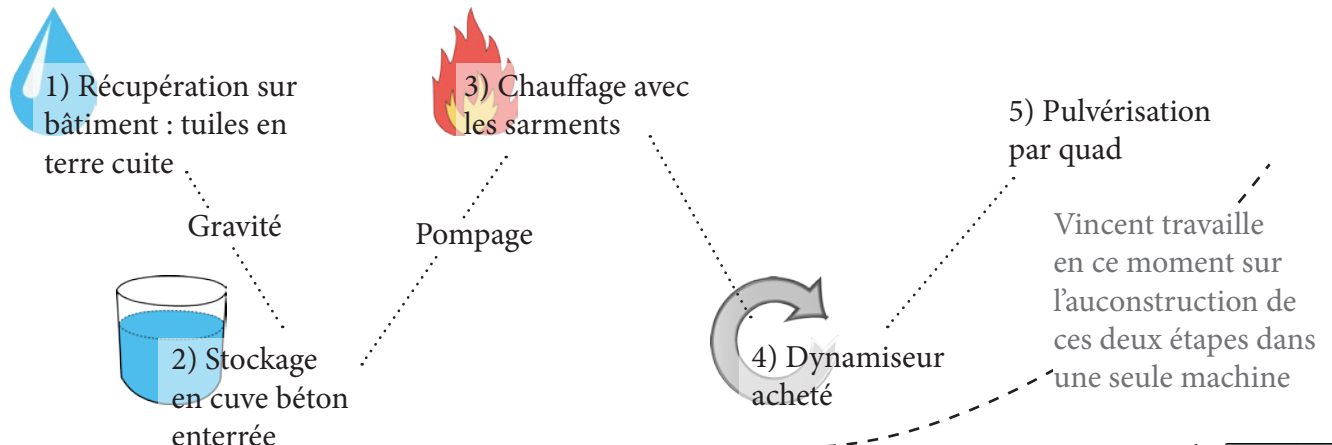 1) Récupération sur
bâtiment : tuiles en
terre cuite
Gravité
2) Stockage
en cuve béton
enterrée
Pompage
3) Chauffage avec
les sarments
4) Dynamiseur
acheté
5) Pulvérisation
par quad
Vincent travaille
en ce moment sur
l’auconstruction de
ces deux étapes dans
une seule machine